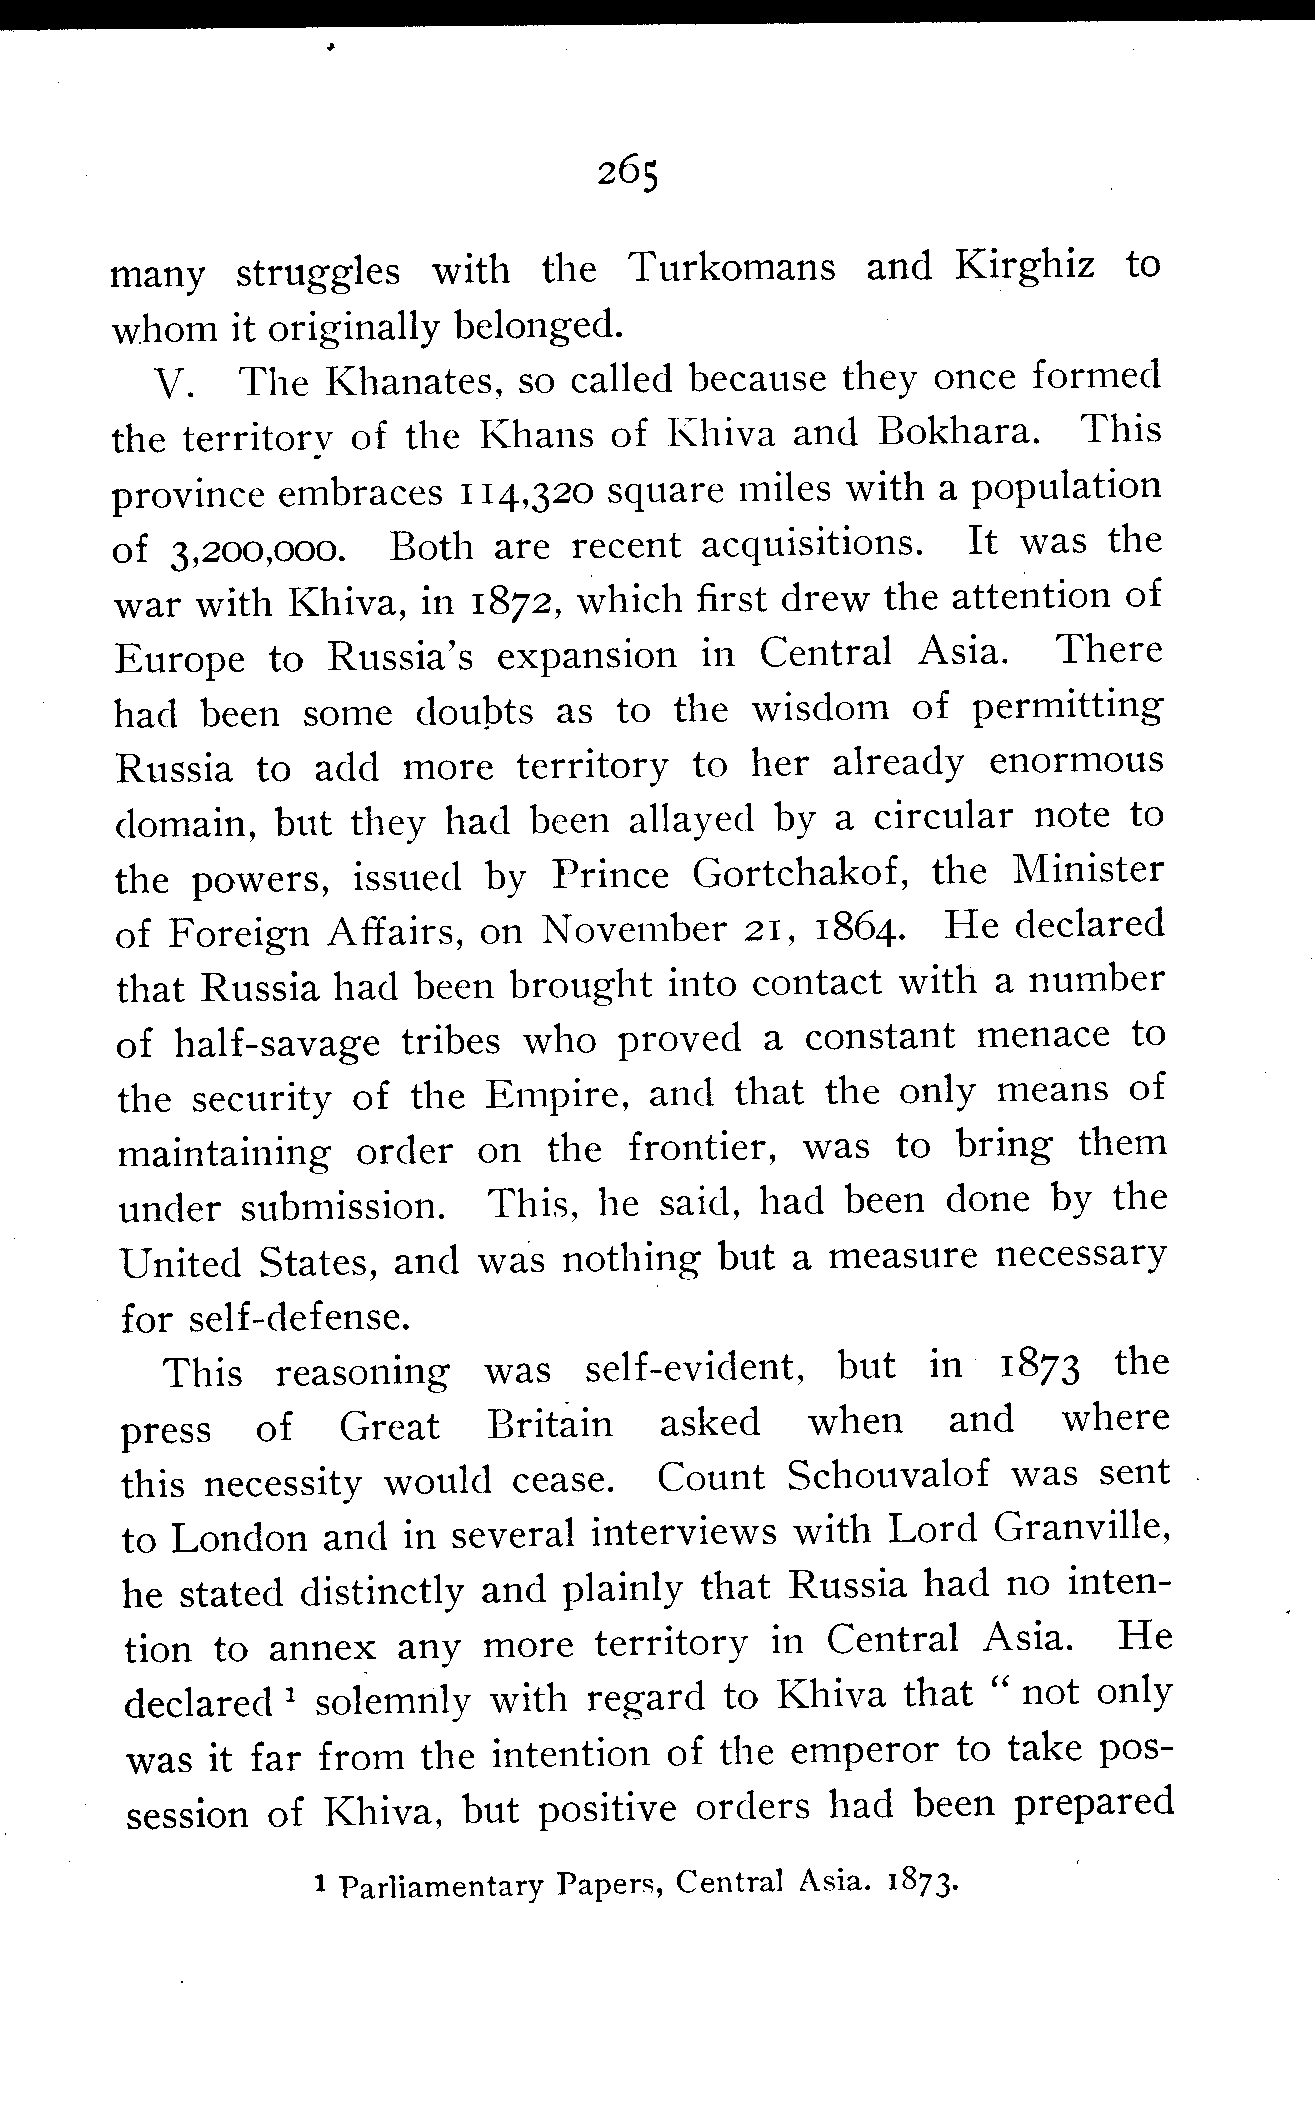 265
many struggles with the Turkomans and Kirghiz to
whom it originally belonged.
V. The Khanates, so called because they once formed
the territory of the Khans of Khiva and Bokhara. This
province embraces 114,320 square miles with a population
of 3,200,000. Both are recent acquisitions. It was the
war with Khiva, in 1872, which first drew the attention of
Europe to Russia's expansion in Central Asia. There
had been some doubts as to the wisdom of permitting
Russia to add more territory to her already enormous
domain, but they had been allayed by a circular note to
the powers, issued by Prince Gortchakof, the Minister
of Foreign Affairs, on November 21, 1864. He declared
that Russia had been brought into contact with a number
of half-savage tribes who proved a constant menace to
the security of the Empire, and that the only means of
maintaining order on the frontier, was to bring them
under submission. This, he said, had been done by the
United States, and was nothing but a measure necessary
for self-defense.
This reasoning was self-evident, but in 1873 the
press of Great Britain asked when and where
this necessity would cease. Count Schouvalof was sent
to London and in several interviews with Lord Granville,
he stated distinctly and plainly that Russia had no inten-
tion to annex any more territory in Central Asia. He
declared ¹ solemnly with regard to Khiva that “ not only
was it far from the intention of the emperor to take pos-
session of Khiva, but positive orders had been prepared
1 Parliamentary Papers, Central Asia. 1873.